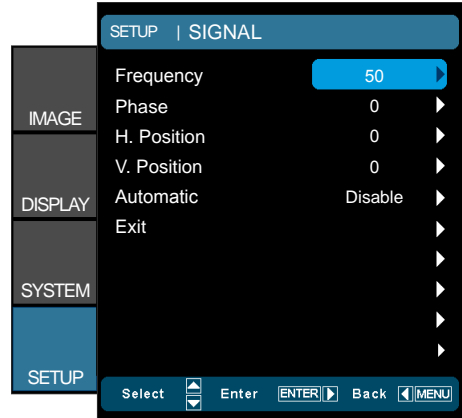 SETUP | SIGNAL
IMAGE
DISPLAY
SYSTEM
SETUP
Frequency 50
Phase 0
H. Position 0
V. Position 0
Automatic Disable
Exit
Select Enter ENTER Back MENU